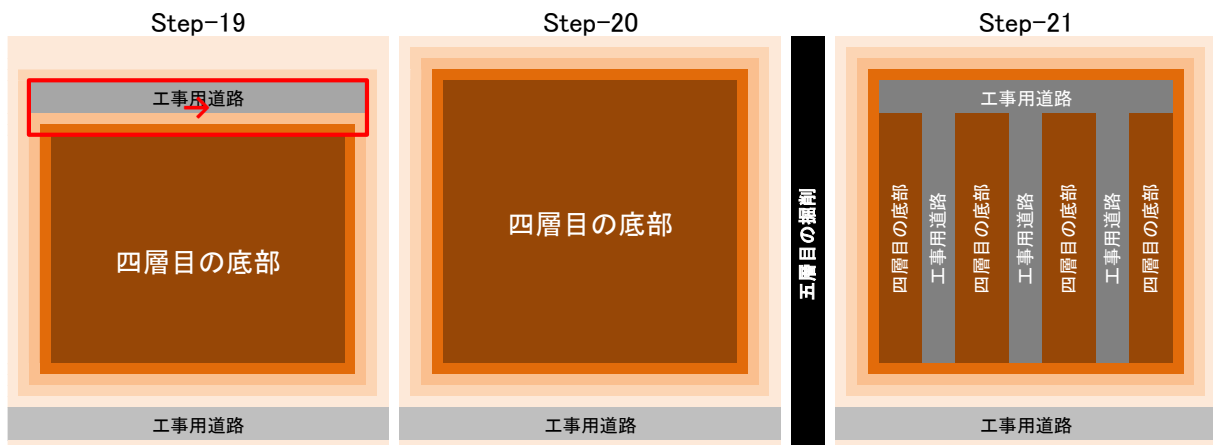 Step-19
工事用道路
→
四層目の底部
工事用道路
Step-20
四層目の底部
工事用道路
五層目の掘削
Step-21
工事用道路
四層目の底部
工事用道路
四層目の底部
工事用道路
四層目の底部
工事用道路
四層目の底部
工事用道路